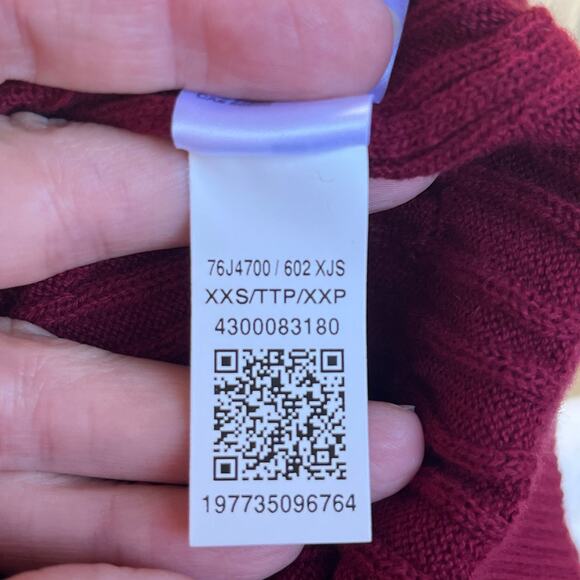 76J4700 / 602 XJS
XXS/TTP/XXP
4300083180
197735096764